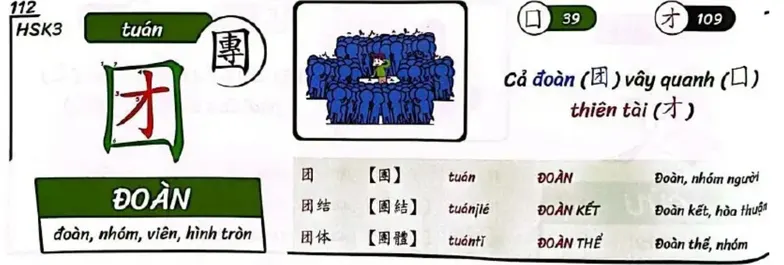 112
HSK3
tuán
團
团
ĐOÀN
đoàn, nhóm, viên, hình tròn
囗 39
才 109
Cả đoàn (团) vây quanh (囗)
thiên tài (才)
团 【團】 tuán ĐOÀN Đoàn, nhóm người
团结 【團結】 tuánjié ĐOÀN KẾT Đoàn kết, hòa thuận
团体 【團體】 tuántǐ ĐOÀN THỂ Đoàn thể, nhóm